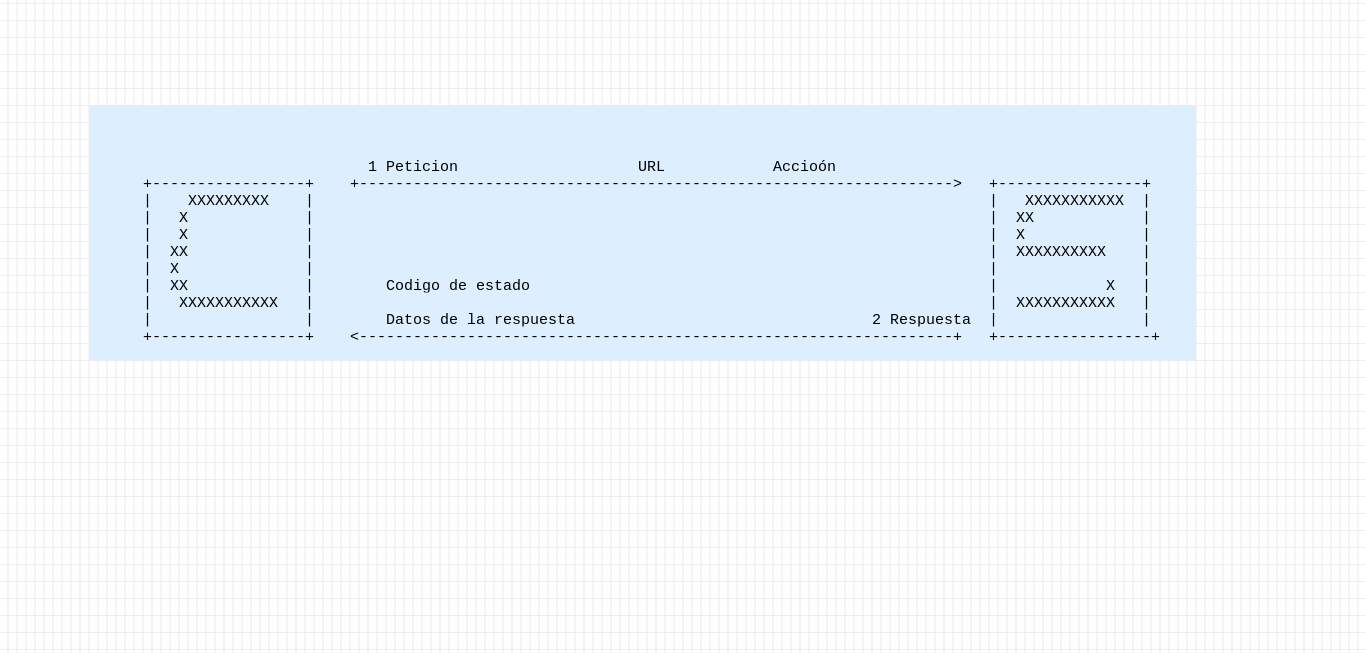 1 Peticion URL Accioón
+-----------------+ +------------------------------------------------------------------> +----------------+
| XXXXXXXXX | | XXXXXXXXXXX |
| X | | XX |
| X | | X |
| XX | | XXXXXXXXXX |
| X | | |
| XX | Codigo de estado | X |
| XXXXXXXXXXX | | XXXXXXXXXXX |
| | Datos de la respuesta 2 Respuesta | |
+-----------------+ <------------------------------------------------------------------+ +-----------------+